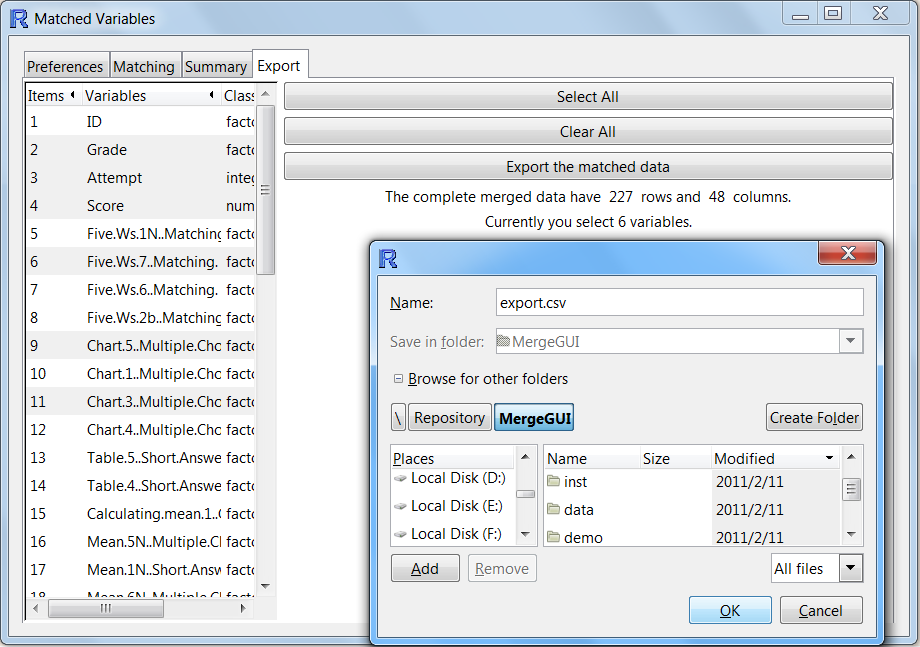 Matched Variables
Preferences Matching Summary Export
Items Variables Clas
1 ID facto
2 Grade facto
3 Attempt integ
4 Score num
5 Five.Ws.1N..Matching facto
6 Five.Ws.7..Matching. facto
7 Five.Ws.6..Matching. facto
8 Five.Ws.2b..Matching facto
9 Chart.5..Multiple.Cho facto
10 Chart.1..Multiple.Cho facto
11 Chart.3..Multiple.Cho facto
12 Chart.4..Multiple.Cho facto
13 Table.5..Short.Answe facto
14 Table.4..Short.Answe facto
15 Calculating.mean.1..( facto
16 Mean.5N..Multiple.Cl facto
17 Mean.1N..Short.Answ facto
18 Mean.6N..Multiple.Cl facto
Select All
Clear All
Export the matched data
The complete merged data have 227 rows and 48 columns.
Currently you select 6 variables.
Name: export.csv
Save in folder: MergeGUI
Browse for other folders
\ Repository MergeGUI Create Folder
Places
Local Disk (D:)
Local Disk (E:)
Local Disk (F:)
Name Size Modified
inst 2011/2/11
data 2011/2/11
demo 2011/2/11
Add Remove All files
OK Cancel